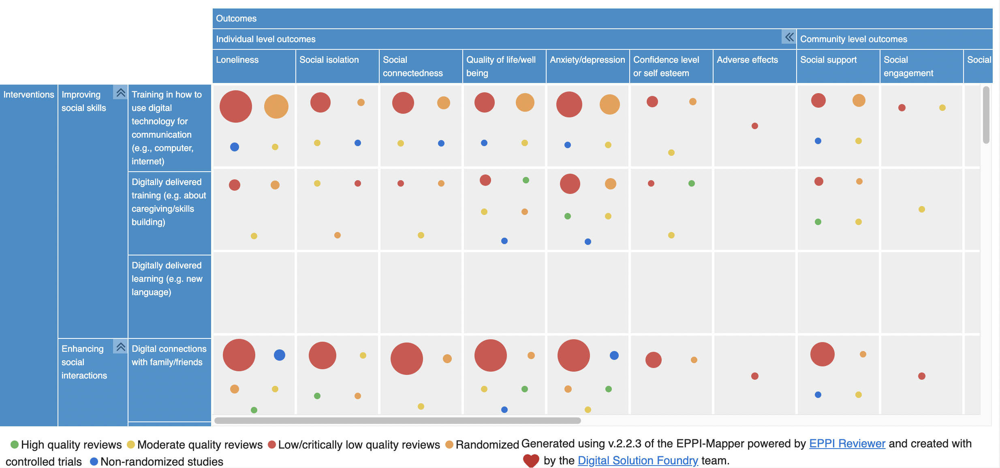 Outcomes
Individual level outcomes
Community level outcomes
Loneliness
Social isolation
Social
connectedness
Quality of life/well
being
Anxiety/depression
Confidence level
or self esteem
Adverse effects
Social support
Social
engagement
Social
Interventions
Improving
social skills
Training in how to
use digital
technology for
communication
(e.g., computer,
internet)
Digitally delivered
training (e.g. about
caregiving/skills
building)
Digitally delivered
learning (e.g. new
language)
Enhancing
social
interactions
Digital connections
with family/friends
High quality reviews Moderate quality reviews Low/critically low quality reviews Randomized
controlled trials Non-randomized studies
Generated using v.2.2.3 of the EPPI-Mapper powered by EPPI Reviewer and created with
by the Digital Solution Foundry team.